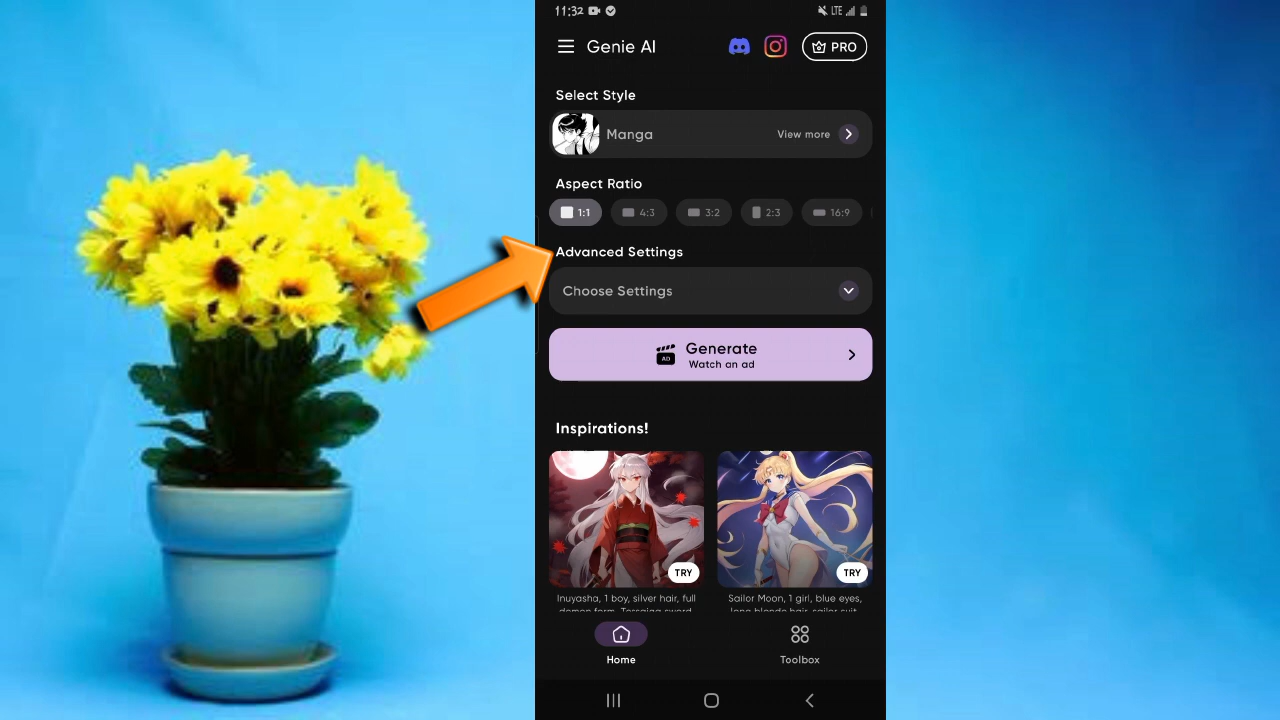 11:32
LTE
Genie AI
PRO
Select Style
Manga
View more
Aspect Ratio
1:1
4:3
3:2
2:3
16:9
Advanced Settings
Choose Settings
AD
Generate
Watch an ad
Inspirations!
TRY
TRY
Inuyasha, 1 boy, silver hair, full
demon form, Tessaiga sword
Sailor Moon, 1 girl, blue eyes,
long blonde hair, sailor suit
Home
Toolbox